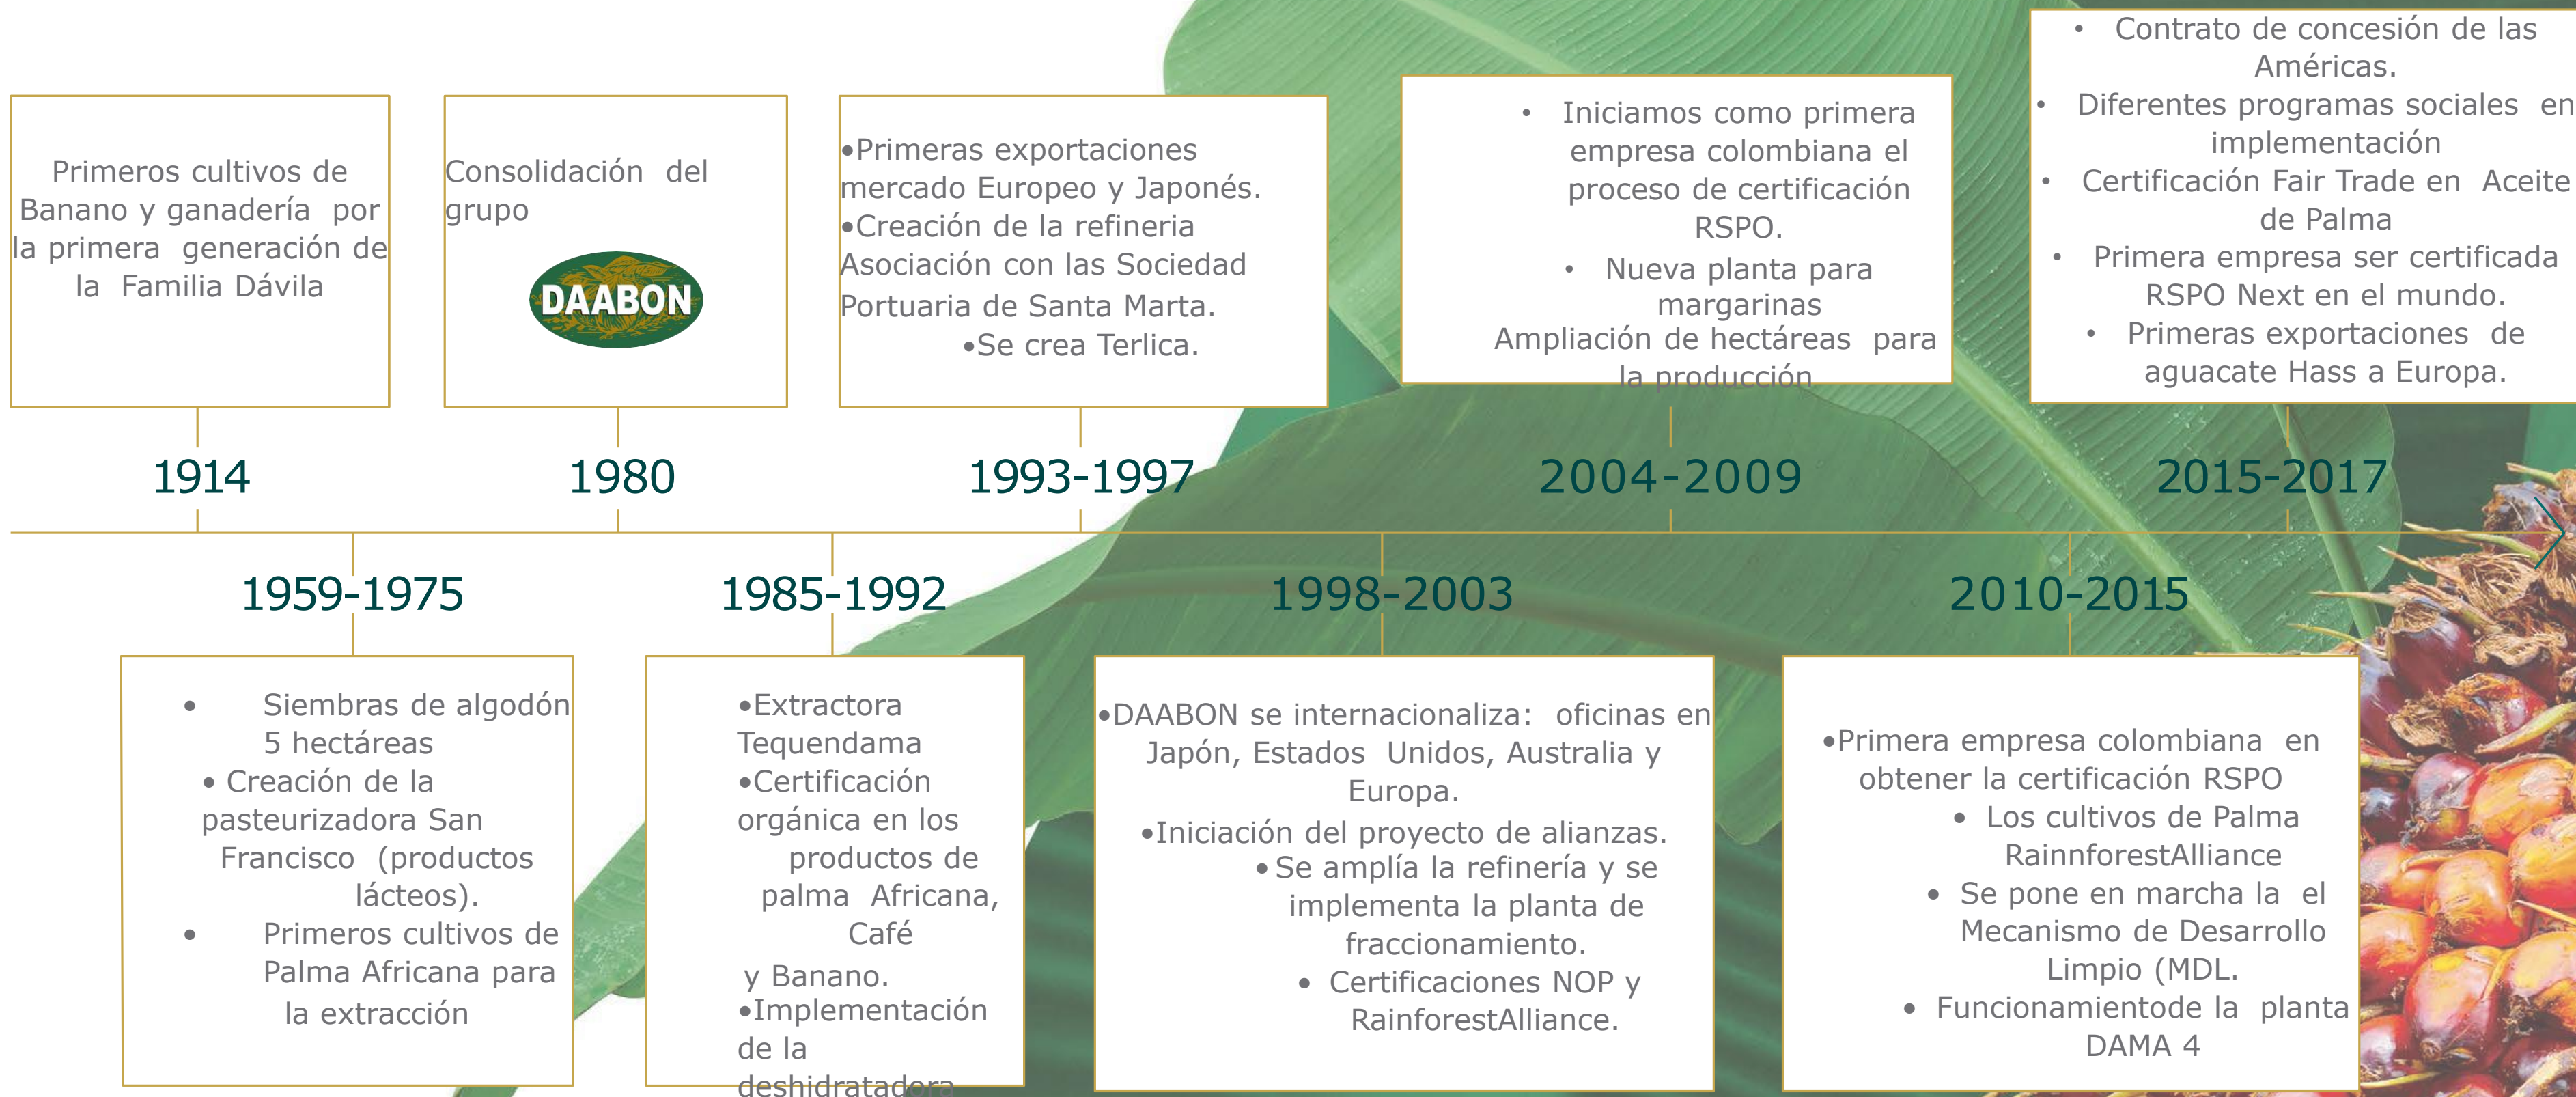 Primeros cultivos de
Banano y ganadería por
la primera generación de
la Familia Dávila
1914
Consolidación del
grupo
DAABON
1980
•Primeras exportaciones
mercado Europeo y Japonés.
•Creación de la refineria
Asociación con las Sociedad
Portuaria de Santa Marta.
•Se crea Terlica.
1993-1997
• Iniciamos como primera
empresa colombiana el
proceso de certificación
RSPO.
• Nueva planta para
margarinas
Ampliación de hectáreas para
la producción
2004-2009
• Contrato de concesión de las
Américas.
• Diferentes programas sociales en
implementación
• Certificación Fair Trade en Aceite
de Palma
• Primera empresa ser certificada
RSPO Next en el mundo.
• Primeras exportaciones de
aguacate Hass a Europa.
2015-2017
1959-1975
• Siembras de algodón
5 hectáreas
• Creación de la
pasteurizadora San
Francisco (productos
lácteos).
• Primeros cultivos de
Palma Africana para
la extracción
1985-1992
•Extractora
Tequendama
•Certificación
orgánica en los
productos de
palma Africana,
Café
y Banano.
•Implementación
de la
deshidratadora
1998-2003
•DAABON se internacionaliza: oficinas en
Japón, Estados Unidos, Australia y
Europa.
•Iniciación del proyecto de alianzas.
• Se amplía la refinería y se
implementa la planta de
fraccionamiento.
• Certificaciones NOP y
RainforestAlliance.
2010-2015
•Primera empresa colombiana en
obtener la certificación RSPO
• Los cultivos de Palma
RainnforestAlliance
• Se pone en marcha la el
Mecanismo de Desarrollo
Limpio (MDL.
• Funcionamientode la planta
DAMA 4